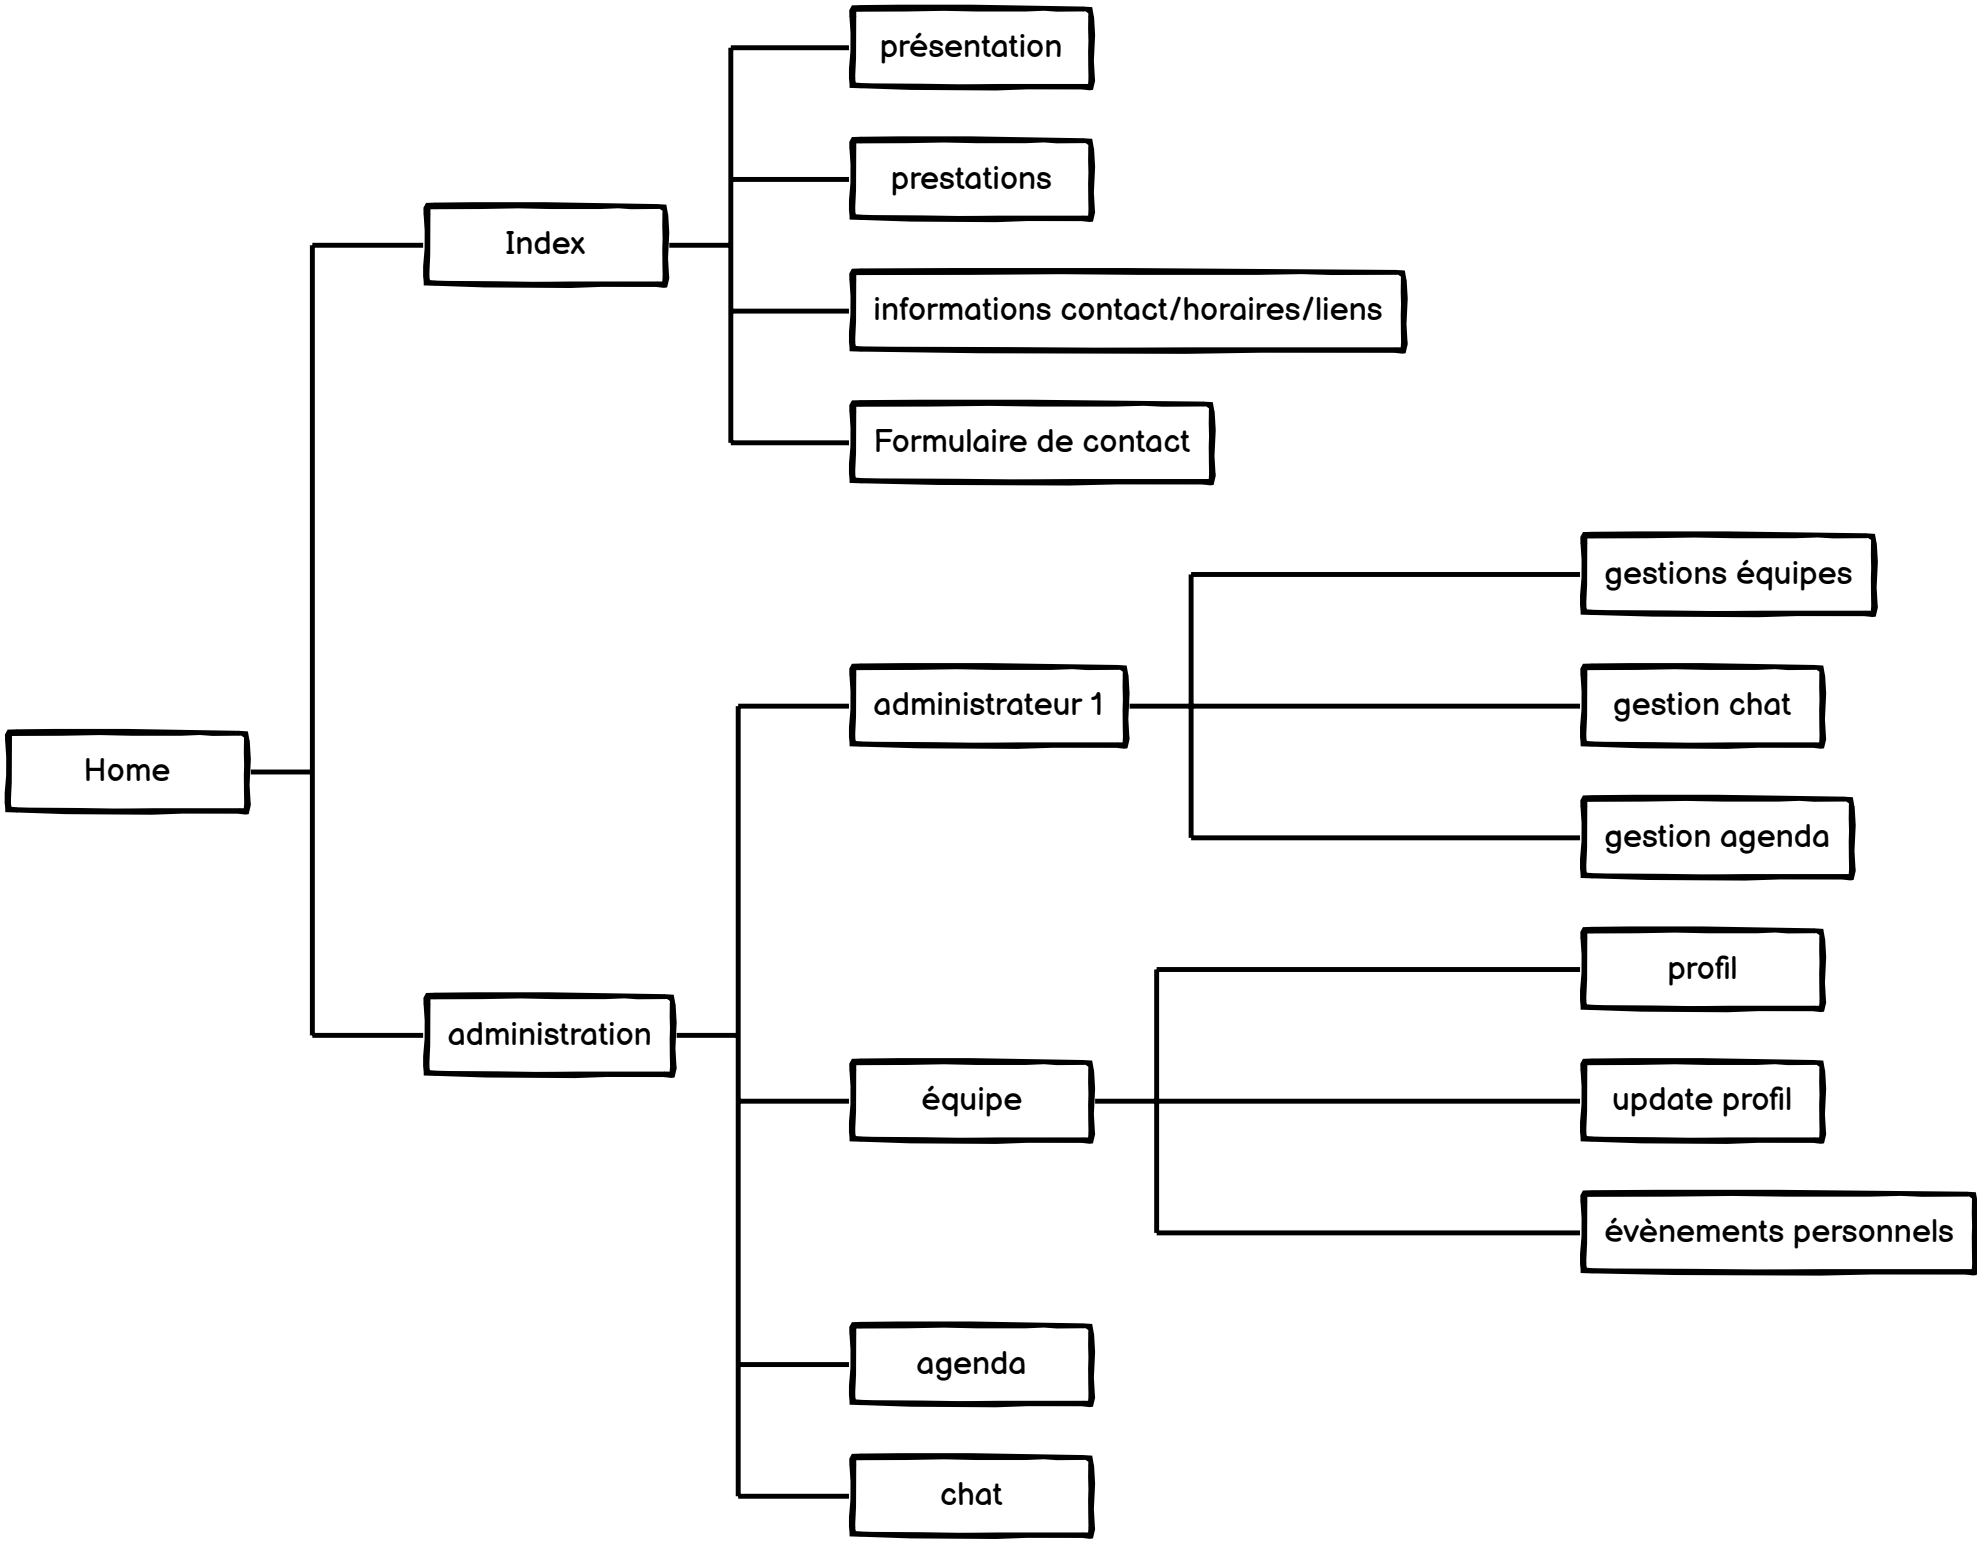 présentation
prestations
Index
informations contact/horaires/liens
Formulaire de contact
gestions équipes
administrateur 1
gestion chat
Home
gestion agenda
profil
administration
équipe
update profil
évènements personnels
agenda
chat